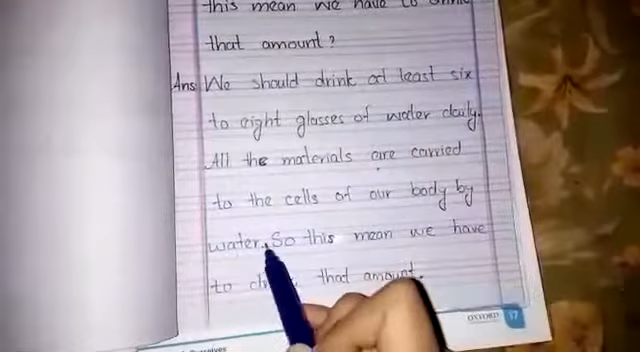 this mean we have to drink
that amount?
Ans We should drink at least six
to eight glasses of water daily.
All the materials are carried
to the cells of our body by
water. So this mean we have
to that amount.
OXFORD 17